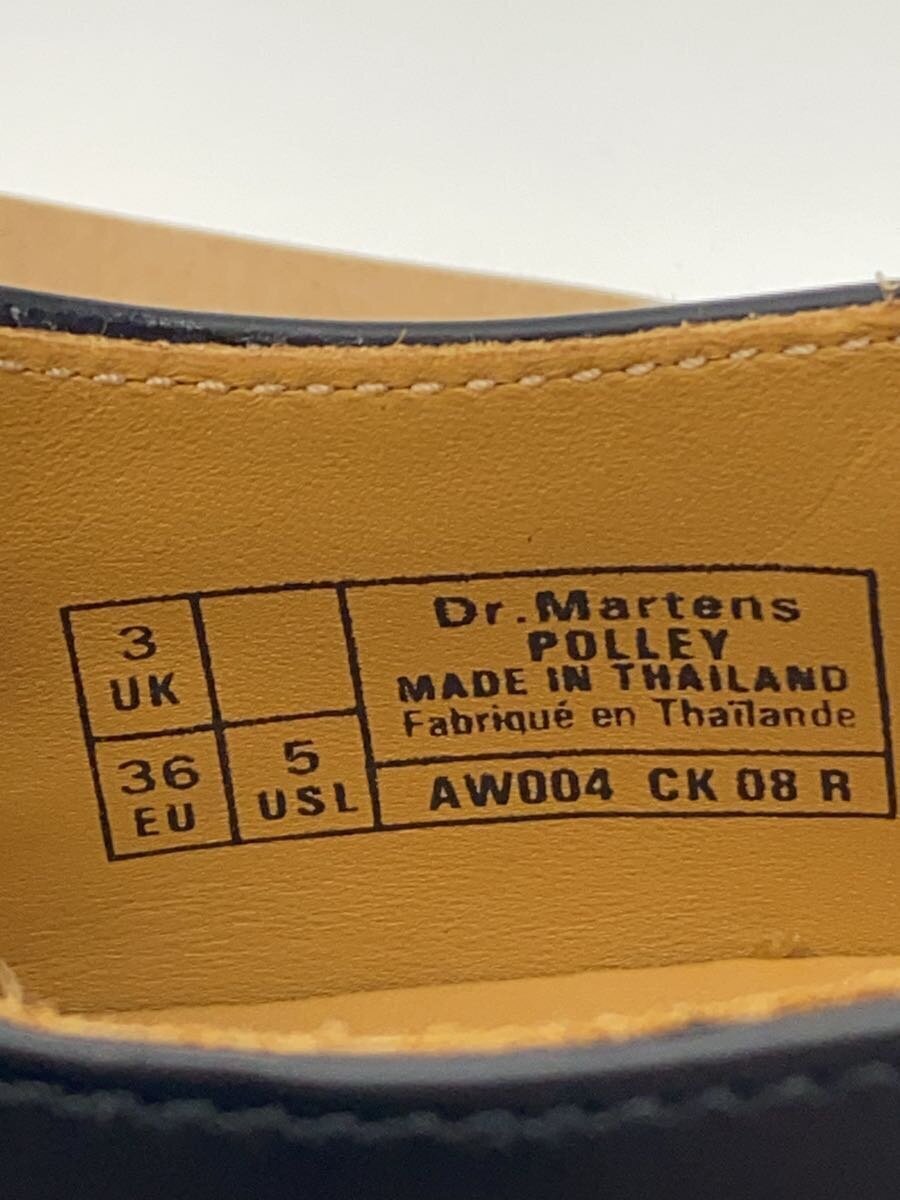 3
UK
36
EU
5
USL
Dr.Martens
POLLEY
MADE IN THAILAND
Fabriqué en Thaïlande
AW004 CK 08 R